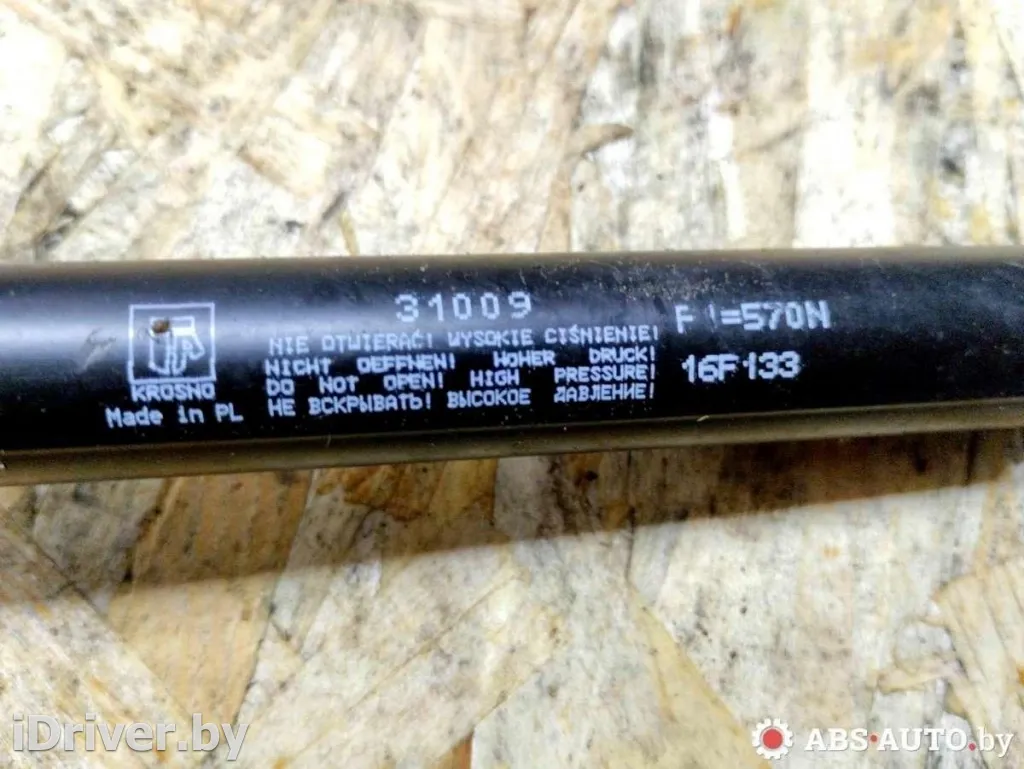 31009
NIE OTWIERAĆ! WYSOKIE CIŚNIENIE!
NICHT OEFFNEN! HOHER DRUCK!
DO NOT OPEN! HIGH PRESSURE!
НЕ ВСКРЫВАТЬ! ВЫСОКОЕ ДАВЛЕНИЕ!
KROSNO
Made in PL
F =570N
16F133
iDriver.by
ABS-AUTO.by